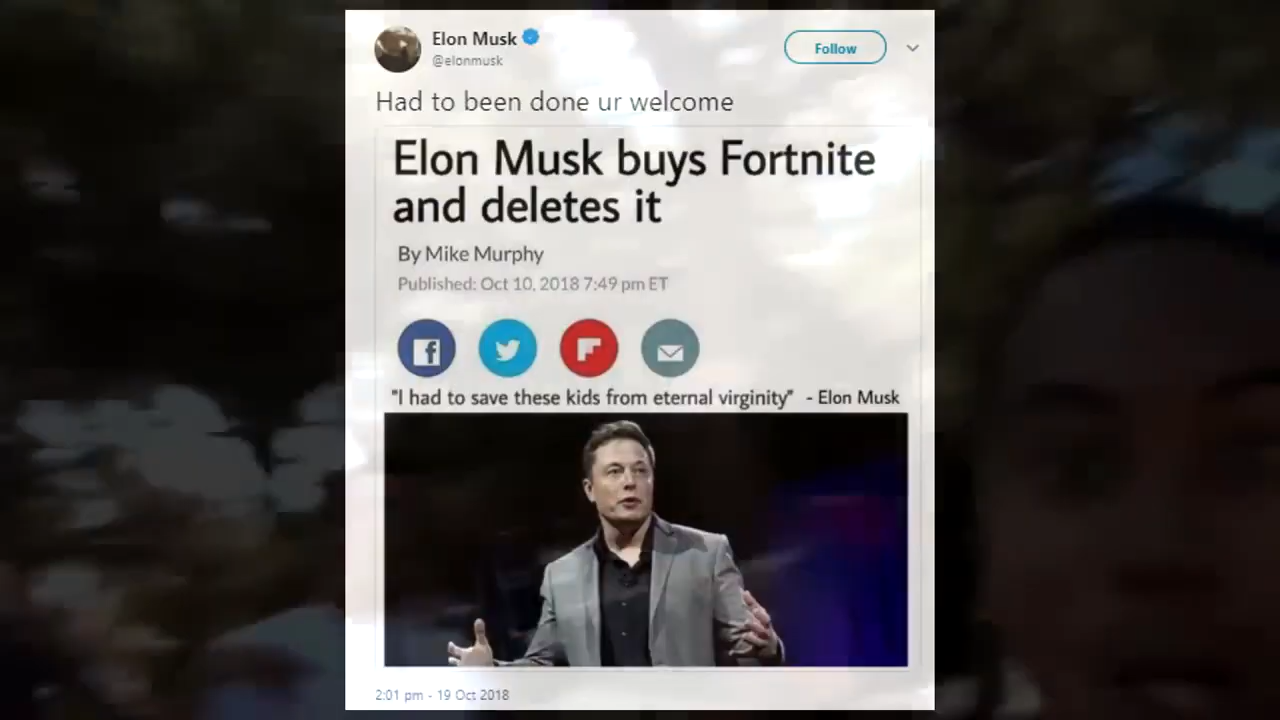 Elon Musk
@elonmusk
Follow
Had to been done ur welcome
Elon Musk buys Fortnite
and deletes it
By Mike Murphy
Published: Oct 10, 2018 7:49 pm ET
"I had to save these kids from eternal virginity" - Elon Musk
2:01 pm - 19 Oct 2018